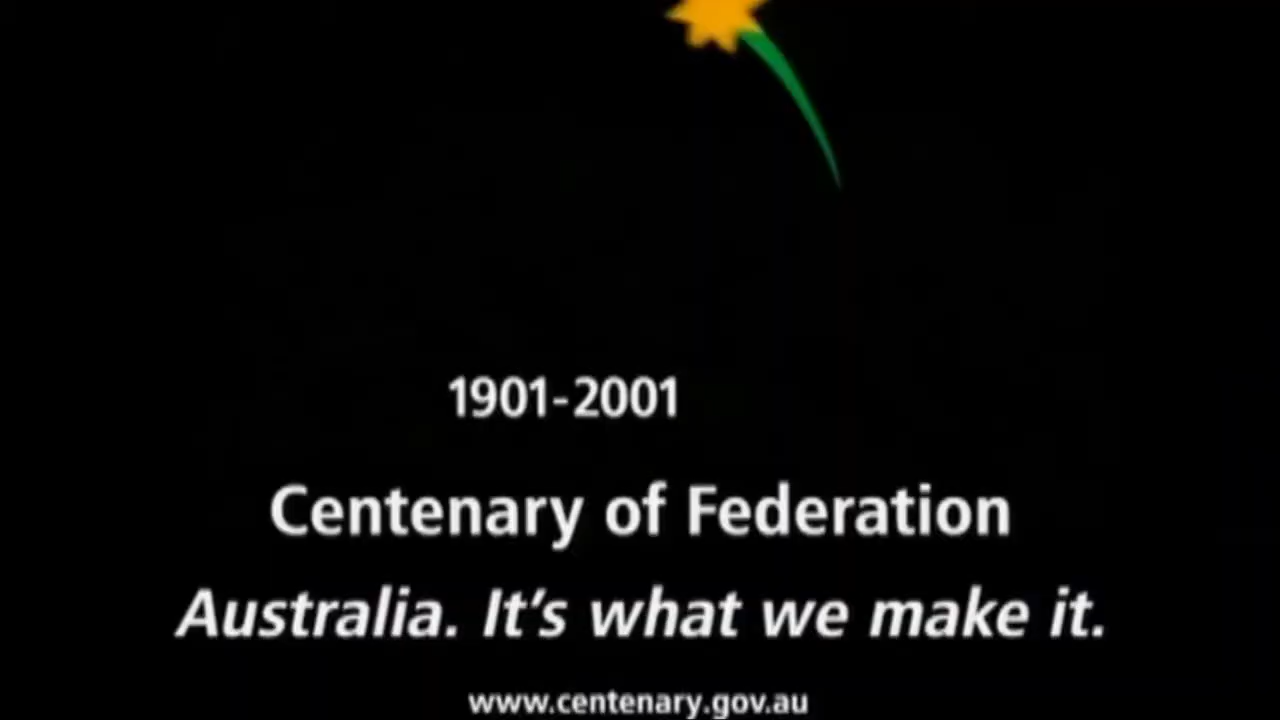 1901-2001
Centenary of Federation
Australia. It's what we make it.
www.centenary.gov.au